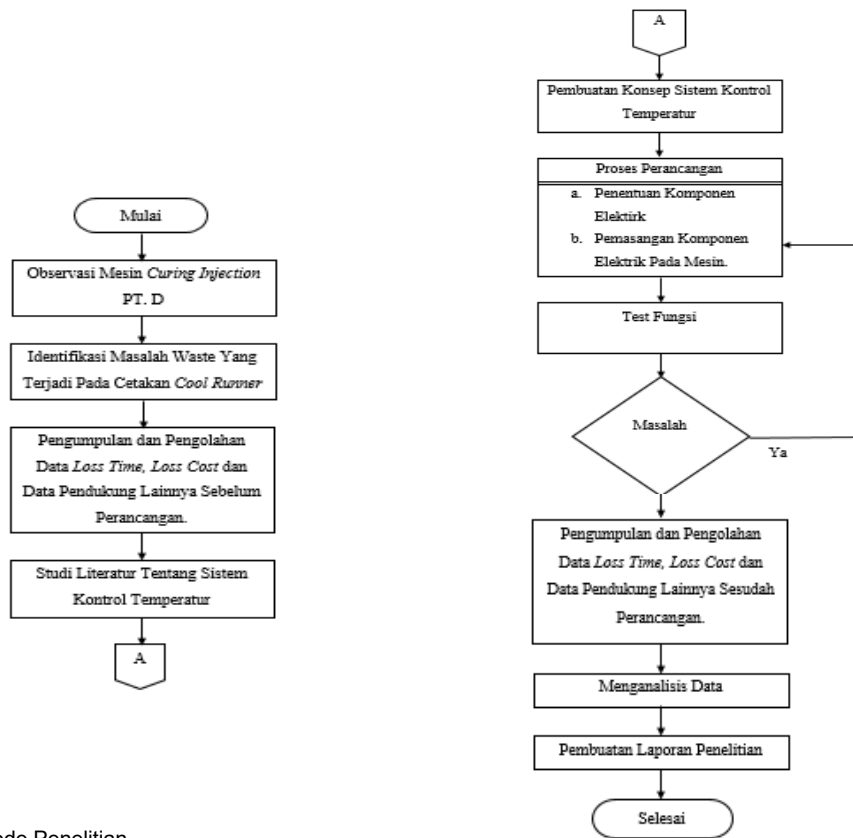 Mulai
Observasi Mesin Curing Injection
PT. D
Identifikasi Masalah Waste Yang
Terjadi Pada Cetakan Cool Runner
Pengumpulan dan Pengolahan
Data Loss Time, Loss Cost dan
Data Pendukung Lainnya Sebelum
Perancangan.
Studi Literatur Tentang Sistem
Kontrol Temperatur
A
A
Pembuatan Konsep Sistem Kontrol
Temperatur
Proses Perancangan
a. Penentuan Komponen
Elektirk
b. Pemasangan Komponen
Elektrik Pada Mesin.
Test Fungsi
Masalah
Ya
Pengumpulan dan Pengolahan
Data Loss Time, Loss Cost dan
Data Pendukung Lainnya Sesudah
Perancangan.
Menganalisis Data
Pembuatan Laporan Penelitian
Selesai
Penelitian